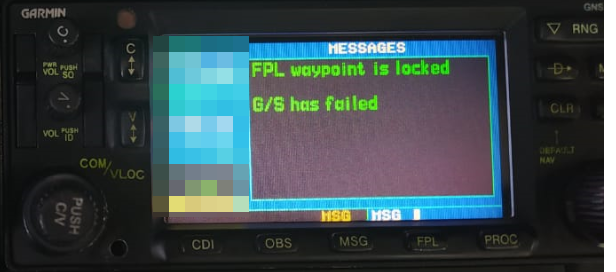 GARMIN
GNS
PWR
VOL
PUSH
SQ
C
RNG
MESSAGES
FPL waypoint is locked
G/S has failed
D
M
CLR
VOL
PUSH
ID
V
DEFAULT
NAV
COM/VLOC
PUSH
C/V
MSG
MSG
CDI
OBS
MSG
FPL
PROC